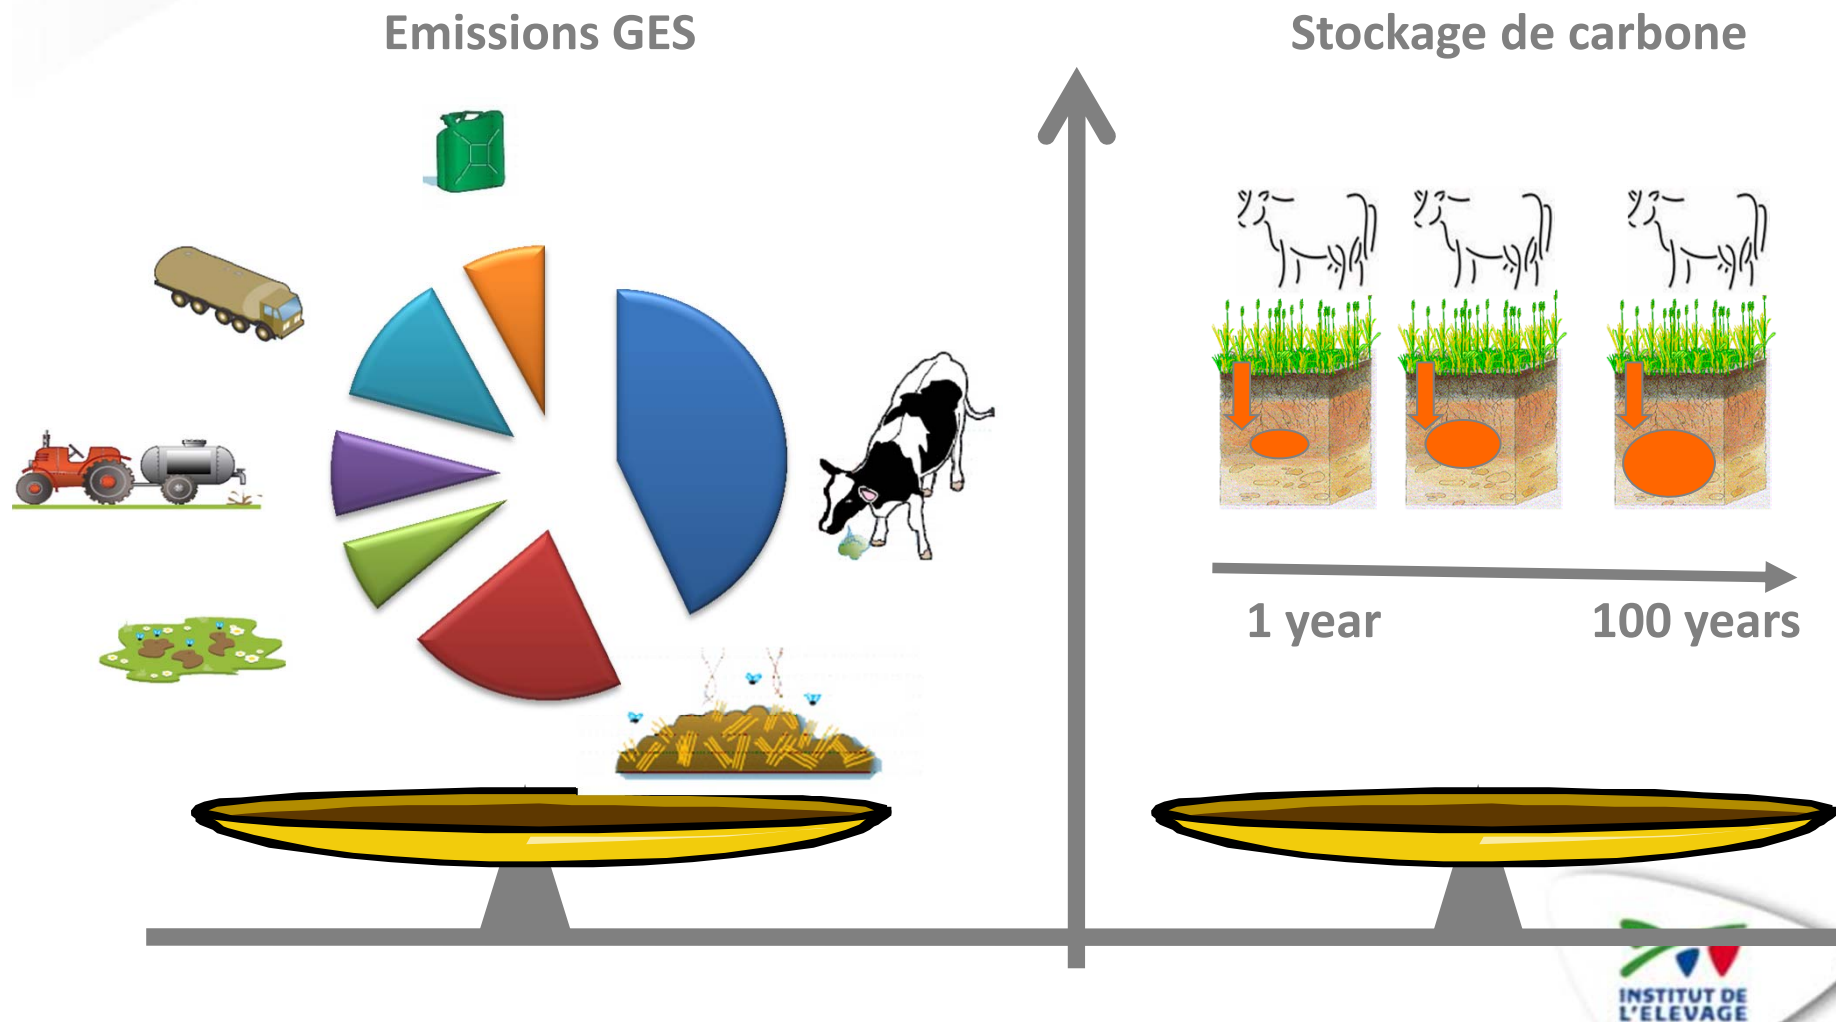 Emissions GES
Stockage de carbone
1 year
100 years
INSTITUT DE
L'ELEVAGE